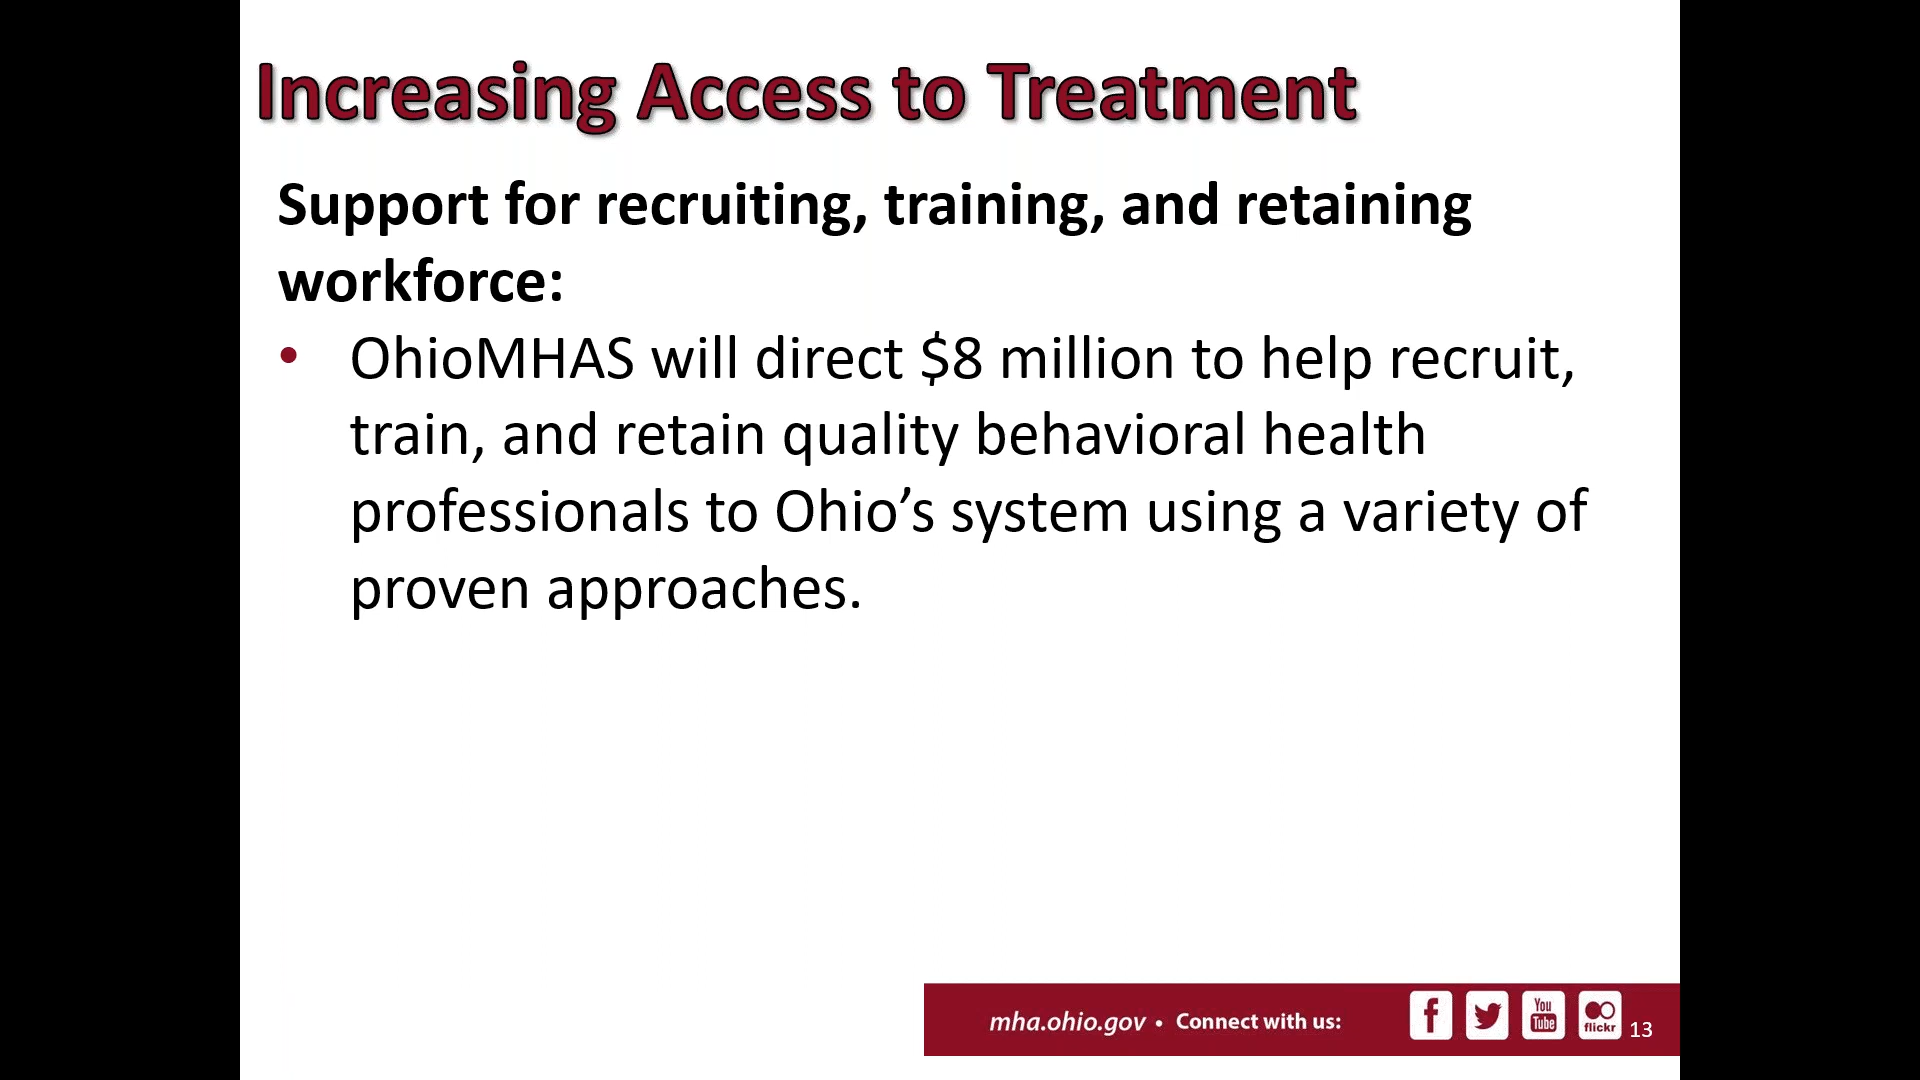 Increasing Access to Treatment
Support for recruiting, training, and retaining
workforce:
• OhioMHAS will direct $8 million to help recruit,
train, and retain quality behavioral health
professionals to Ohio’s system using a variety of
proven approaches.
mha.ohio.gov • Connect with us: f You Tube flickr 13